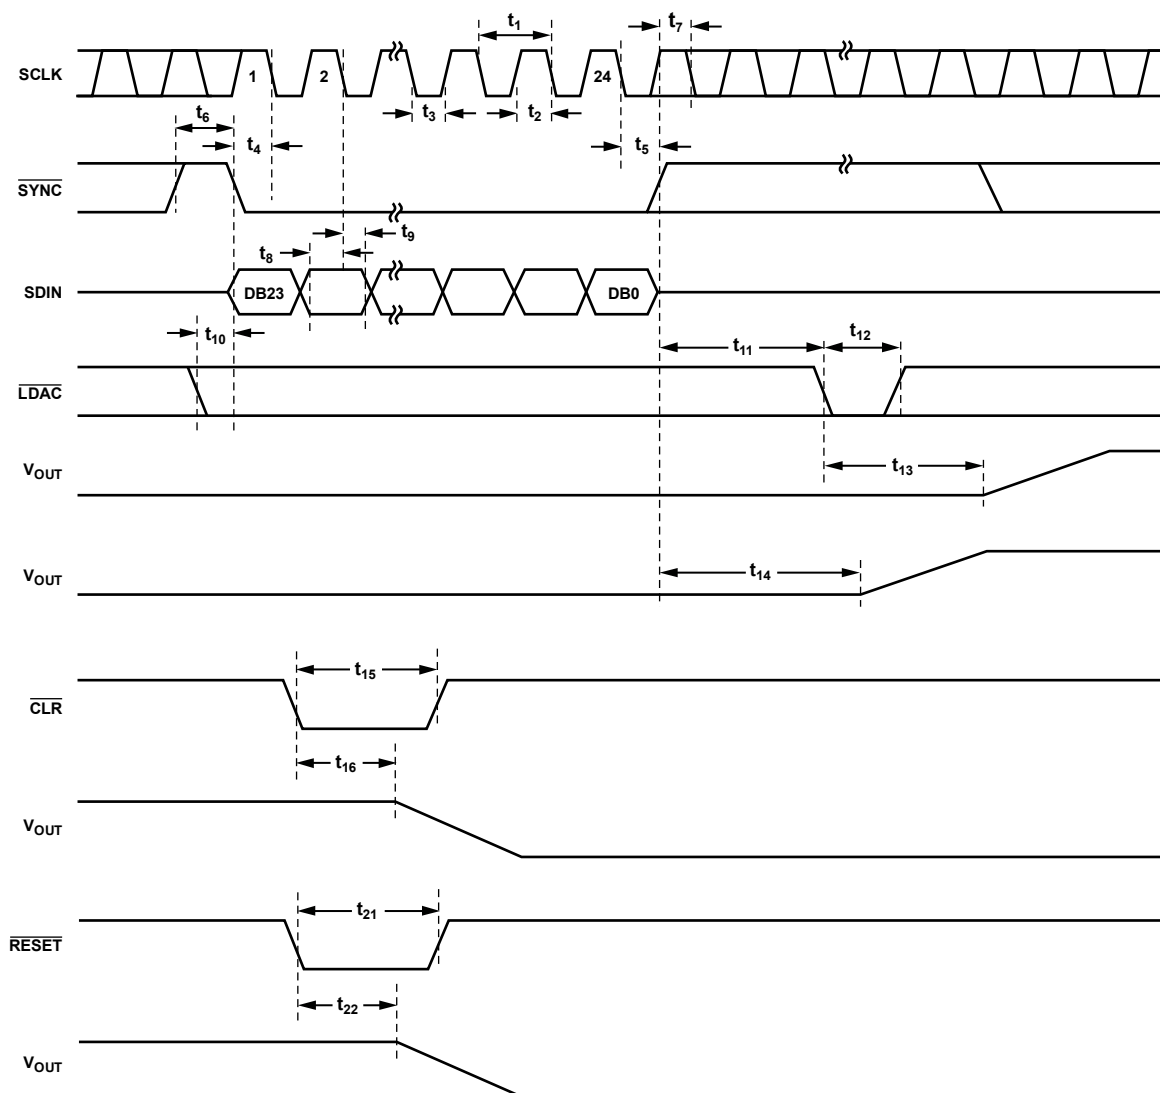 t1
t7
SCLK
1
2
24
t6
t3
t2
t4
t5
SYNC
t9
t8
SDIN
DB23
DB0
t10
t11
t12
LDAC
VOUT
t13
VOUT
t14
t15
CLR
t16
VOUT
t21
RESET
t22
VOUT